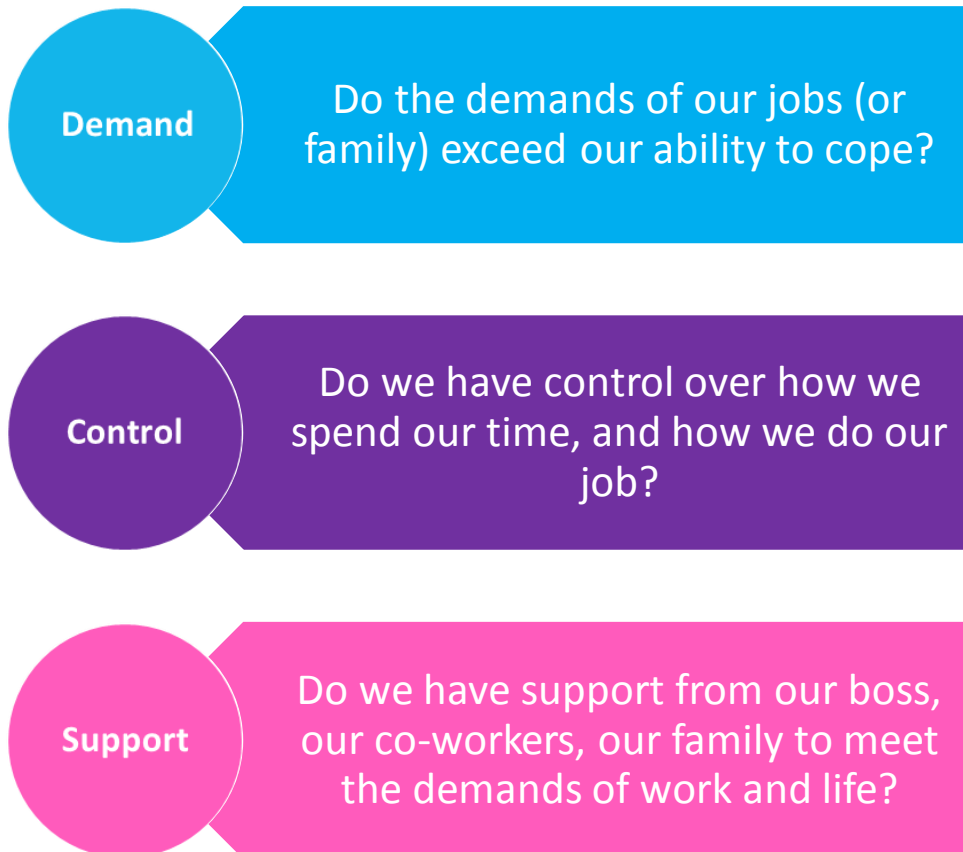 Demand
Do the demands of our jobs (or
family) exceed our ability to cope?
Control
Do we have control over how we
spend our time, and how we do our
job?
Support
Do we have support from our boss,
our co-workers, our family to meet
the demands of work and life?